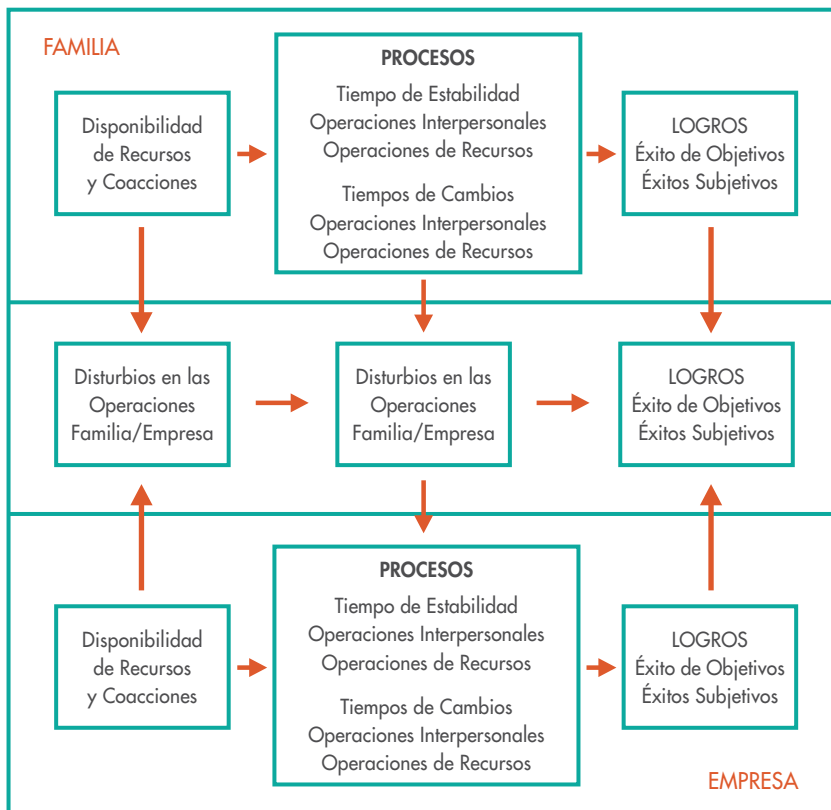 FAMILIA
Disponibilidad
de Recursos
y Coacciones
PROCESOS
Tiempo de Estabilidad
Operaciones Interpersonales
Operaciones de Recursos
Tiempos de Cambios
Operaciones Interpersonales
Operaciones de Recursos
LOGROS
Éxito de Objetivos
Éxitos Subjetivos
Disturbios en las
Operaciones
Familia/Empresa
Disturbios en las
Operaciones
Familia/Empresa
LOGROS
Éxito de Objetivos
Éxitos Subjetivos
Disponibilidad
de Recursos
y Coacciones
PROCESOS
Tiempo de Estabilidad
Operaciones Interpersonales
Operaciones de Recursos
Tiempos de Cambios
Operaciones Interpersonales
Operaciones de Recursos
LOGROS
Éxito de Objetivos
Éxitos Subjetivos
EMPRESA